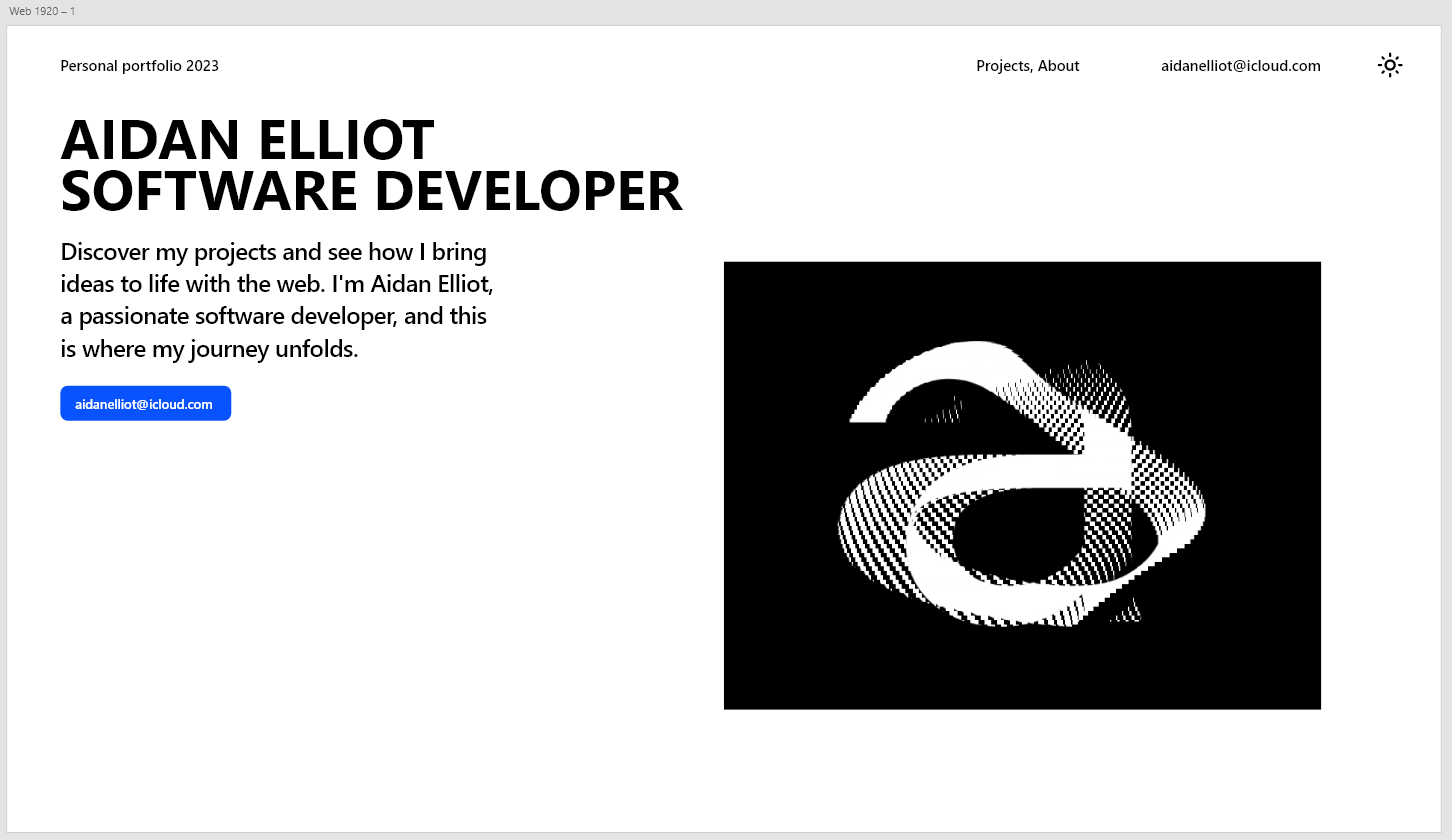 Web 1920 – 1
Personal portfolio 2023
Projects, About
aidanelliot@icloud.com
AIDAN ELLIOT
SOFTWARE DEVELOPER
Discover my projects and see how I bring
ideas to life with the web. I'm Aidan Elliot,
a passionate software developer, and this
is where my journey unfolds.
aidanelliot@icloud.com
a